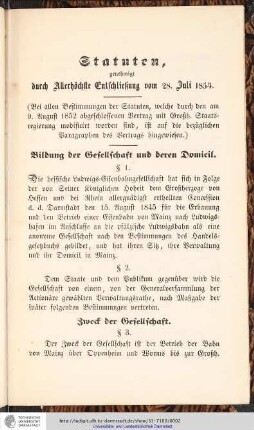 Statuten,
genehmigt
durch Allerhöchste Entschließung vom 28. Juli 1854.
(Bei allen Bestimmungen der Statuten, welche durch den am
9. August 1852 abgeschlossenen Vertrag mit Großh. Staats-
regierung modificirt worden sind, ist auf die bezüglichen
Paragraphen des Vertrags hingewiesen.)
Bildung der Gesellschaft und deren Domicil.
§ 1.
Die hessische Ludwigs-Eisenbahngesellschaft hat sich in Folge
der von Seiner Königlichen Hoheit dem Großherzoge von
Hessen und bei Rhein allergnädigst ertheilten Concession
d. d. Darmstadt den 15. August 1845 für die Erbauung
und den Betrieb einer Eisenbahn von Mainz nach Ludwigs-
hafen im Anschlusse an die pfälzische Ludwigsbahn als eine
anonyme Gesellschaft nach den Bestimmungen des Handels-
gesetzbuchs gebildet, und hat ihren Sitz, ihre Verwaltung
und ihr Domicil in Mainz.
§ 2.
Dem Staate und dem Publikum gegenüber wird die
Gesellschaft von einem, von der Generalversammlung der
Actionäre gewählten Verwaltungsrathe, nach Maßgabe der
später folgenden Bestimmungen vertreten.
Zweck der Gesellschaft.
§ 3.
Der Zweck der Gesellschaft ist der Betrieb der Bahn
von Mainz über Oppenheim und Worms bis zur Großh.
TECHNISCHE
UNIVERSITÄT
DARMSTADT
Universitäts- und Landesbibliothek Darmstadt